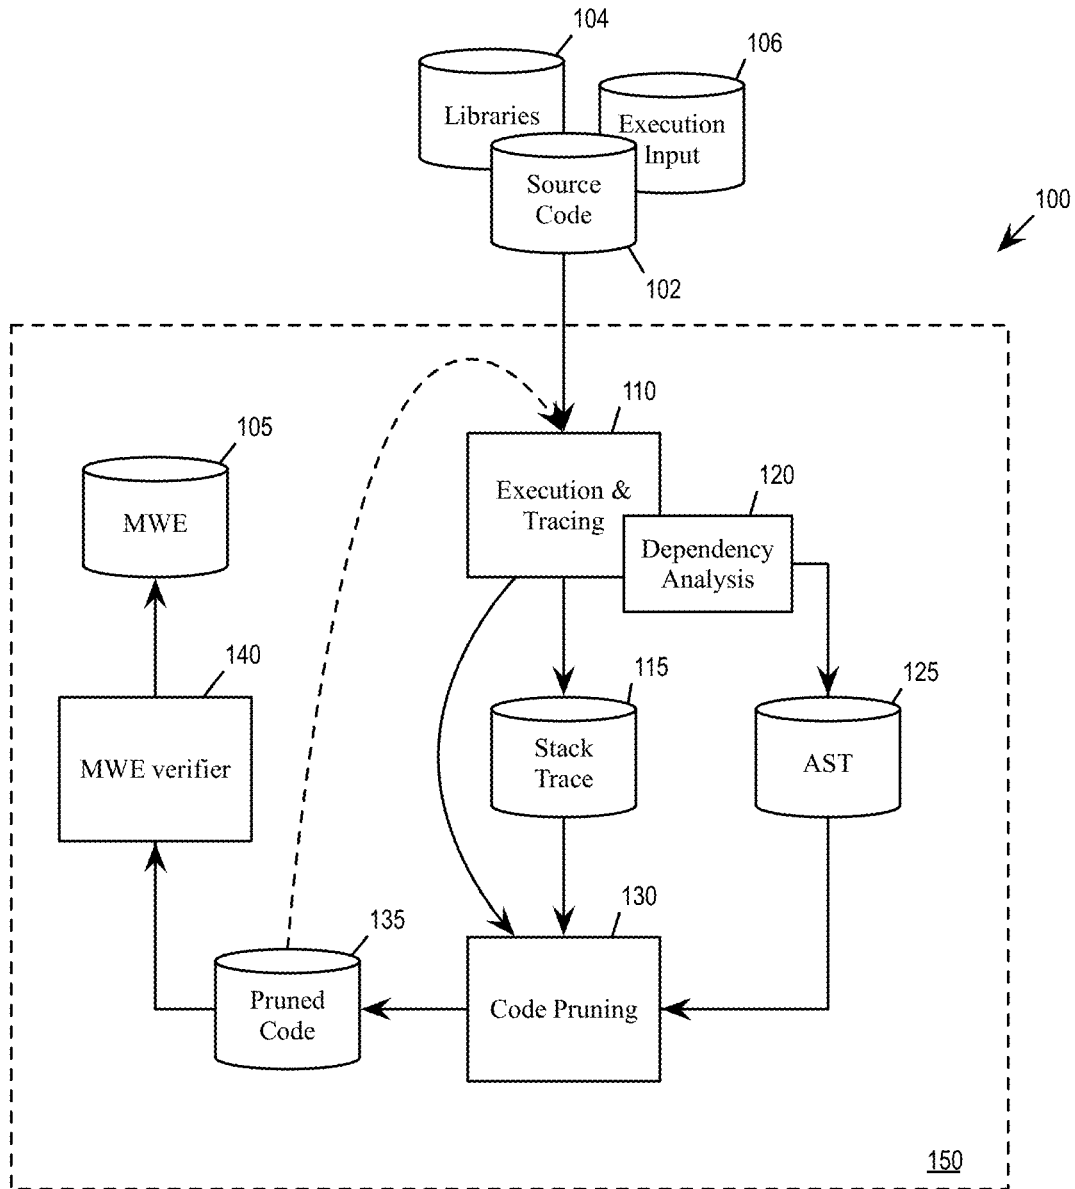 104
106
Libraries
Execution
Input
Source
Code
100
102
110
105
120
Execution &
Tracing
MWE
Dependency
Analysis
140
115
125
Stack
Trace
MWE verifier
AST
130
135
Pruned
Code
Code Pruning
150